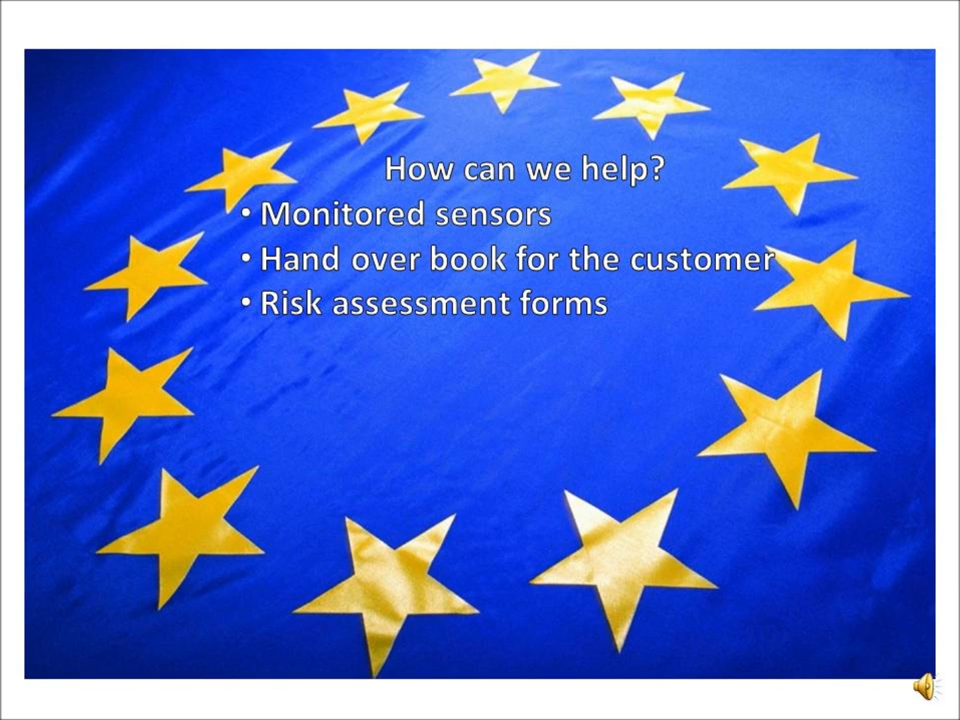 How can we help?
• Monitored sensors
• Hand over book for the customer
• Risk assessment forms